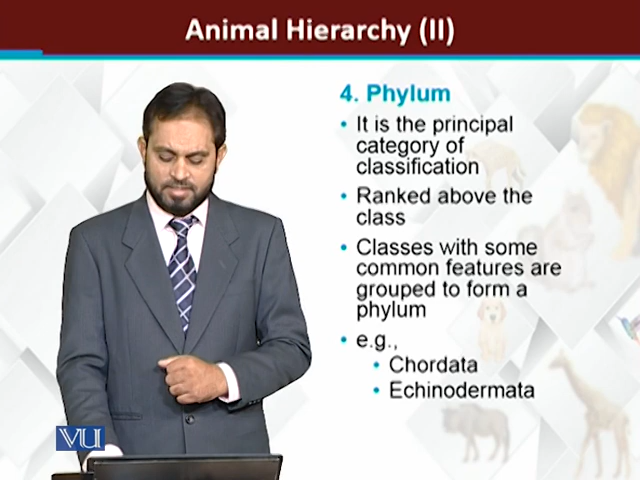 Animal Hierarchy (II)
4. Phylum
• It is the principal
category of
classification
• Ranked above the
class
• Classes with some
common features are
grouped to form a
phylum
• e.g.,
• Chordata
• Echinodermata
VU